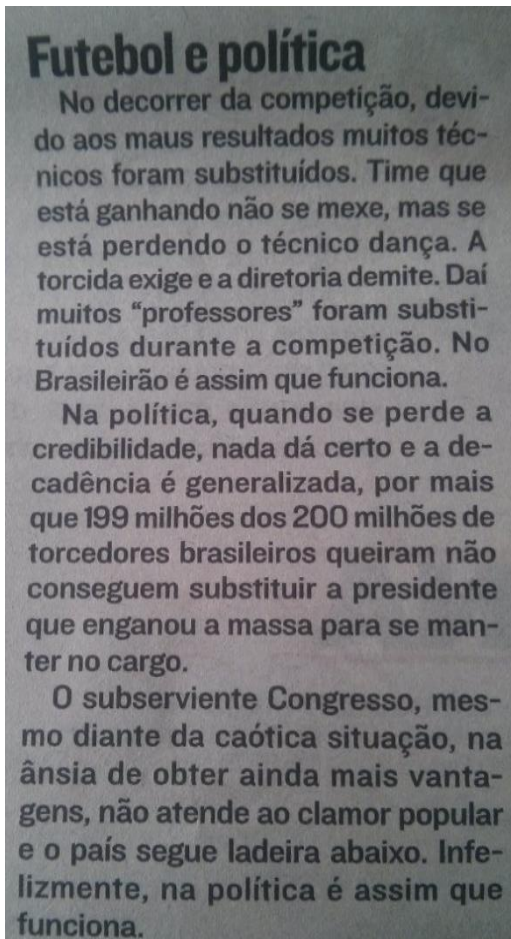 Futebol e política
No decorrer da competição, devi-
do aos maus resultados muitos téc-
nicos foram substituídos. Time que
está ganhando não se mexe, mas se
está perdendo o técnico dança. A
torcida exige e a diretoria demite. Daí
muitos “professores” foram substi-
tuídos durante a competição. No
Brasileirão é assim que funciona.
Na política, quando se perde a
credibilidade, nada dá certo e a de-
cadência é generalizada, por mais
que 199 milhões dos 200 milhões de
torcedores brasileiros queiram não
conseguem substituir a presidente
que enganou a massa para se man-
ter no cargo.
O subserviente Congresso, mes-
mo diante da caótica situação, na
ânsia de obter ainda mais vanta-
gens, não atende ao clamor popular
e o país segue ladeira abaixo. Infe-
lizmente, na política é assim que
funciona.